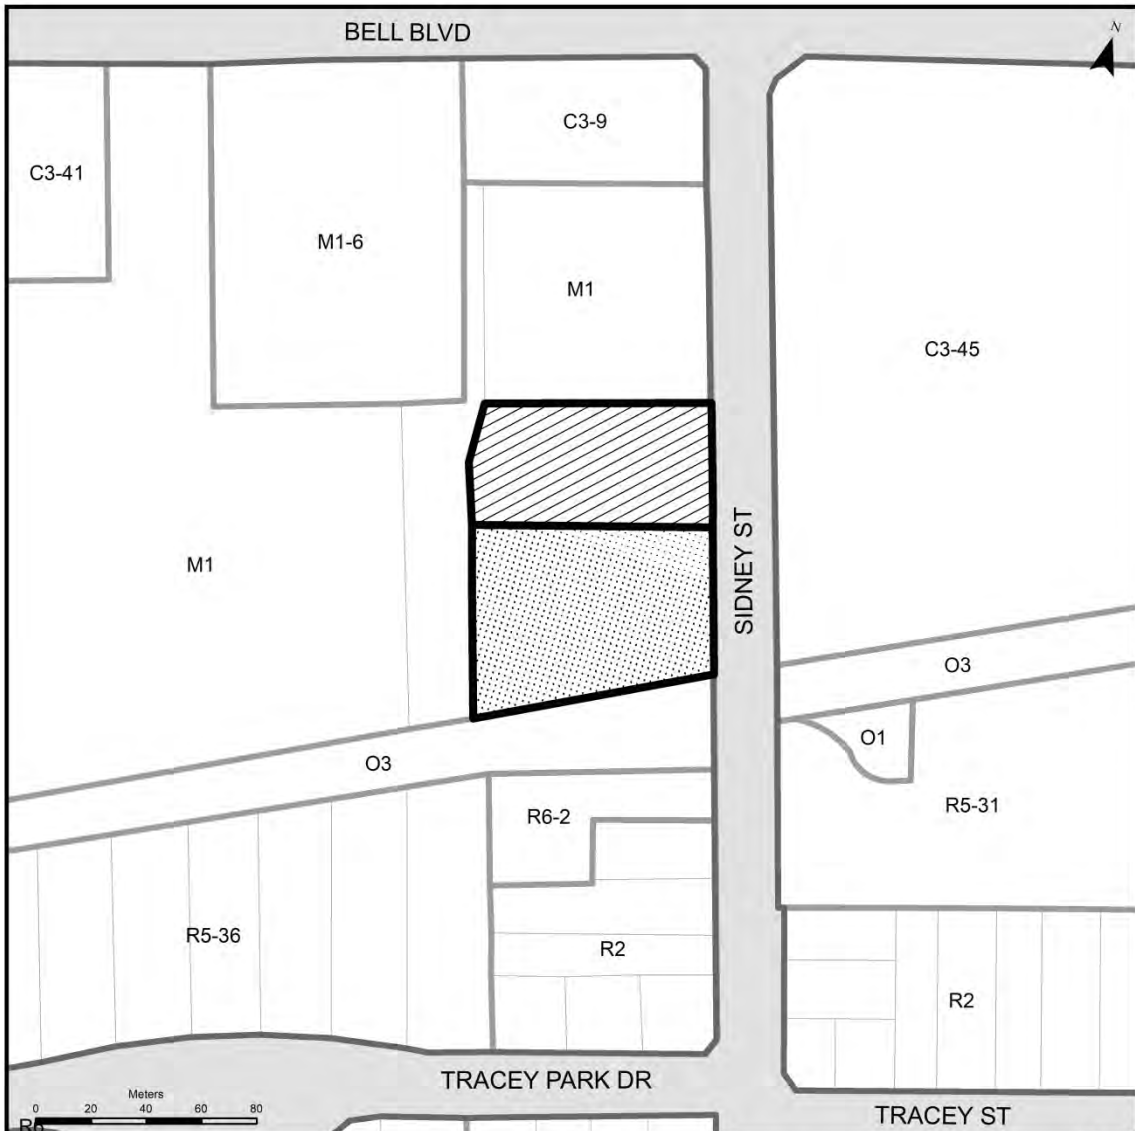 BELL BLVD
N
C3-9
C3-41
M1-6
M1
C3-45
SIDNEY ST
M1
O3
O1
O3
R5-31
R6-2
R5-36
R2
R2
TRACEY PARK DR
Meters
0 20 40 60 80
TRACEY ST